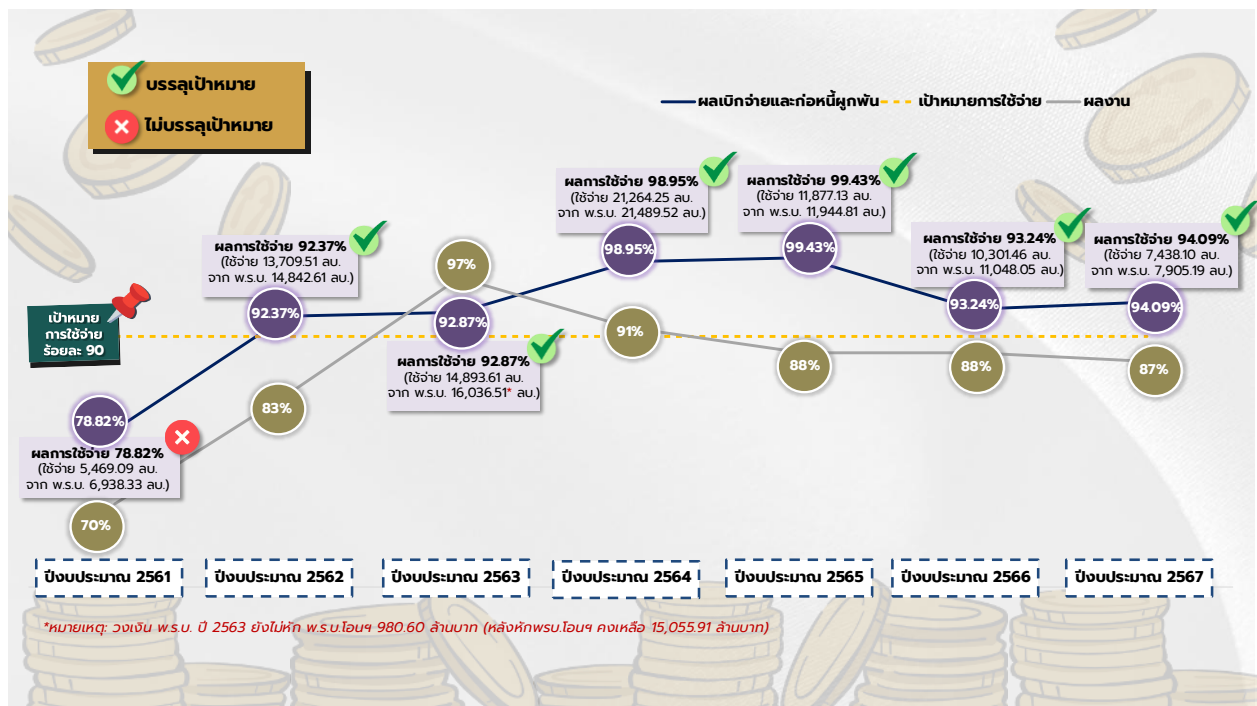 บรรลุเป้าหมาย
ไม่บรรลุเป้าหมาย
ผลเบิกจ่ายและก่อหนี้ผูกพัน
เป้าหมายการใช้จ่าย
ผลงาน
เป้าหมาย
การใช้จ่าย
ร้อยละ 90
78.82%
ผลการใช้จ่าย 78.82%
(ใช้จ่าย 5,469.09 ลบ.
จาก พ.ร.บ. 6,938.33 ลบ.)
70%
ผลการใช้จ่าย 92.37%
(ใช้จ่าย 13,709.51 ลบ.
จาก พ.ร.บ. 14,842.61 ลบ.)
92.37%
83%
97%
92.87%
ผลการใช้จ่าย 92.87%
(ใช้จ่าย 14,893.61 ลบ.
จาก พ.ร.บ. 16,036.51* ลบ.)
ผลการใช้จ่าย 98.95%
(ใช้จ่าย 21,264.25 ลบ.
จาก พ.ร.บ. 21,489.52 ลบ.)
98.95%
91%
ผลการใช้จ่าย 99.43%
(ใช้จ่าย 11,877.13 ลบ.
จาก พ.ร.บ. 11,944.81 ลบ.)
99.43%
88%
ผลการใช้จ่าย 93.24%
(ใช้จ่าย 10,301.46 ลบ.
จาก พ.ร.บ. 11,048.05 ลบ.)
93.24%
88%
ผลการใช้จ่าย 94.09%
(ใช้จ่าย 7,438.10 ลบ.
จาก พ.ร.บ. 7,905.19 ลบ.)
94.09%
87%
ปีงบประมาณ 2561
ปีงบประมาณ 2562
ปีงบประมาณ 2563
ปีงบประมาณ 2564
ปีงบประมาณ 2565
ปีงบประมาณ 2566
ปีงบประมาณ 2567
*หมายเหตุ: วงเงิน พ.ร.บ. ปี 2563 ยังไม่หัก พ.ร.บ.โอนฯ 980.60 ล้านบาท (หลังหักพรบ.โอนฯ คงเหลือ 15,055.91 ล้านบาท)